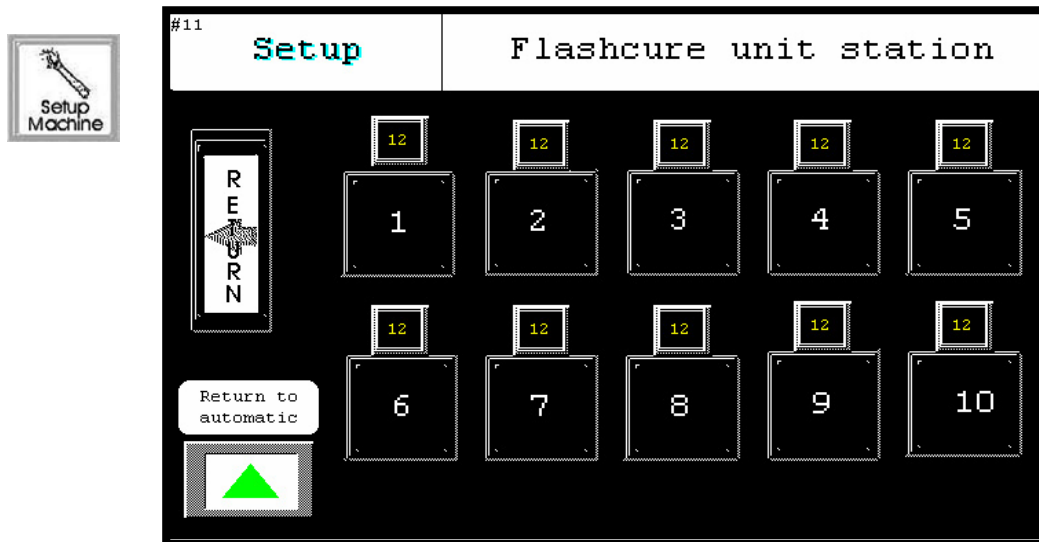 Setup
Machine
#11
Setup
Flashcure unit station
RETURN
12 12 12 12 12
1 2 3 4 5
12 12 12 12 12
6 7 8 9 10
Return to
automatic